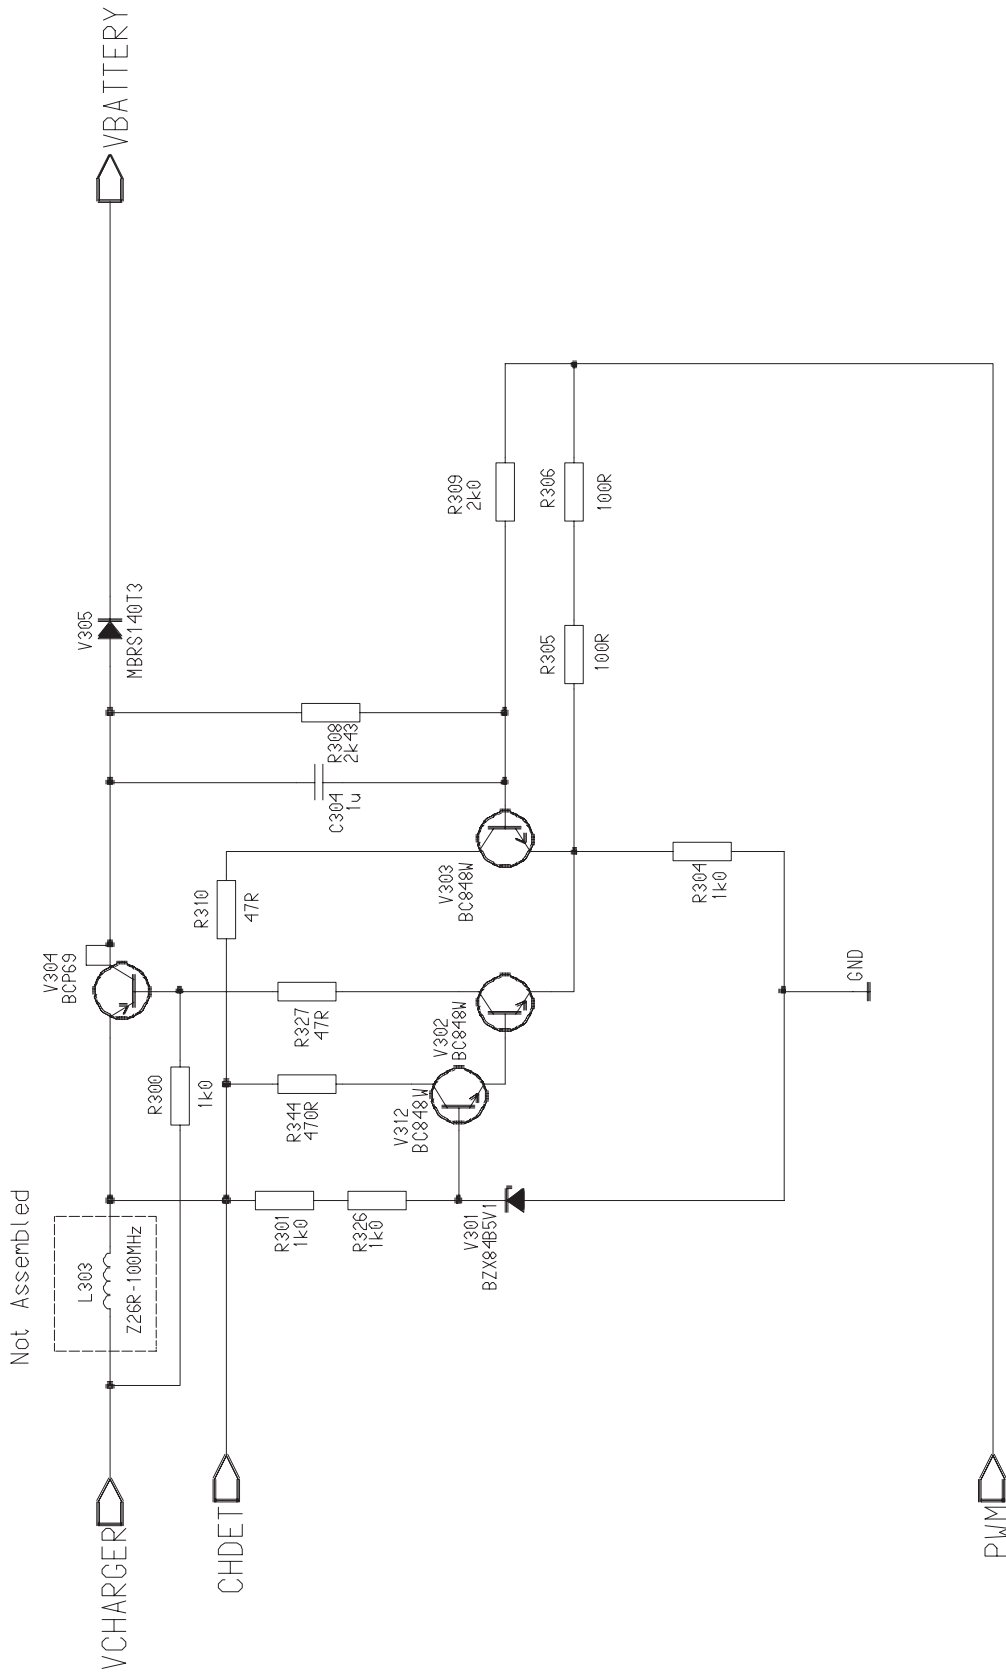 Not Assembled
VCHARGER
L303
Z26R-100MHz
V304
BCP69
V305
MBRS140T3
VBATTERY
R300
1k0
R310
47R
CHDET
R301
1k0
R326
1k0
R344
470R
R327
47R
C304
1u
R308
2k43
V312
BC848W
V302
BC848W
V303
BC848W
R309
2k0
V301
BZX84B5V1
R305
100R
R306
100R
R304
1k0
GND
PWM